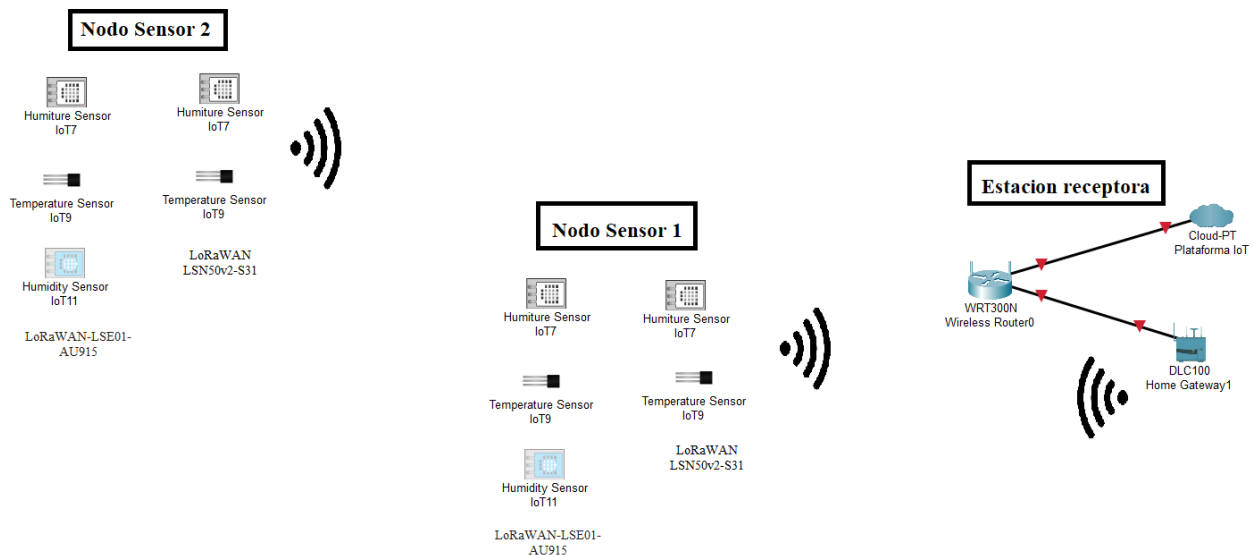 Nodo Sensor 2
Humiture Sensor
IoT7
Humiture Sensor
IoT7
Temperature Sensor
IoT9
Temperature Sensor
IoT9
Humidity Sensor
IoT11
LoRaWAN
LSN50v2-S31
LoRaWAN-LSE01-
AU915
Nodo Sensor 1
Humiture Sensor
IoT7
Humiture Sensor
IoT7
Temperature Sensor
IoT9
Temperature Sensor
IoT9
Humidity Sensor
IoT11
LoRaWAN
LSN50v2-S31
LoRaWAN-LSE01-
AU915
Estacion receptora
Cloud-PT
Plataforma IoT
WRT300N
Wireless Router0
DLC100
Home Gateway1